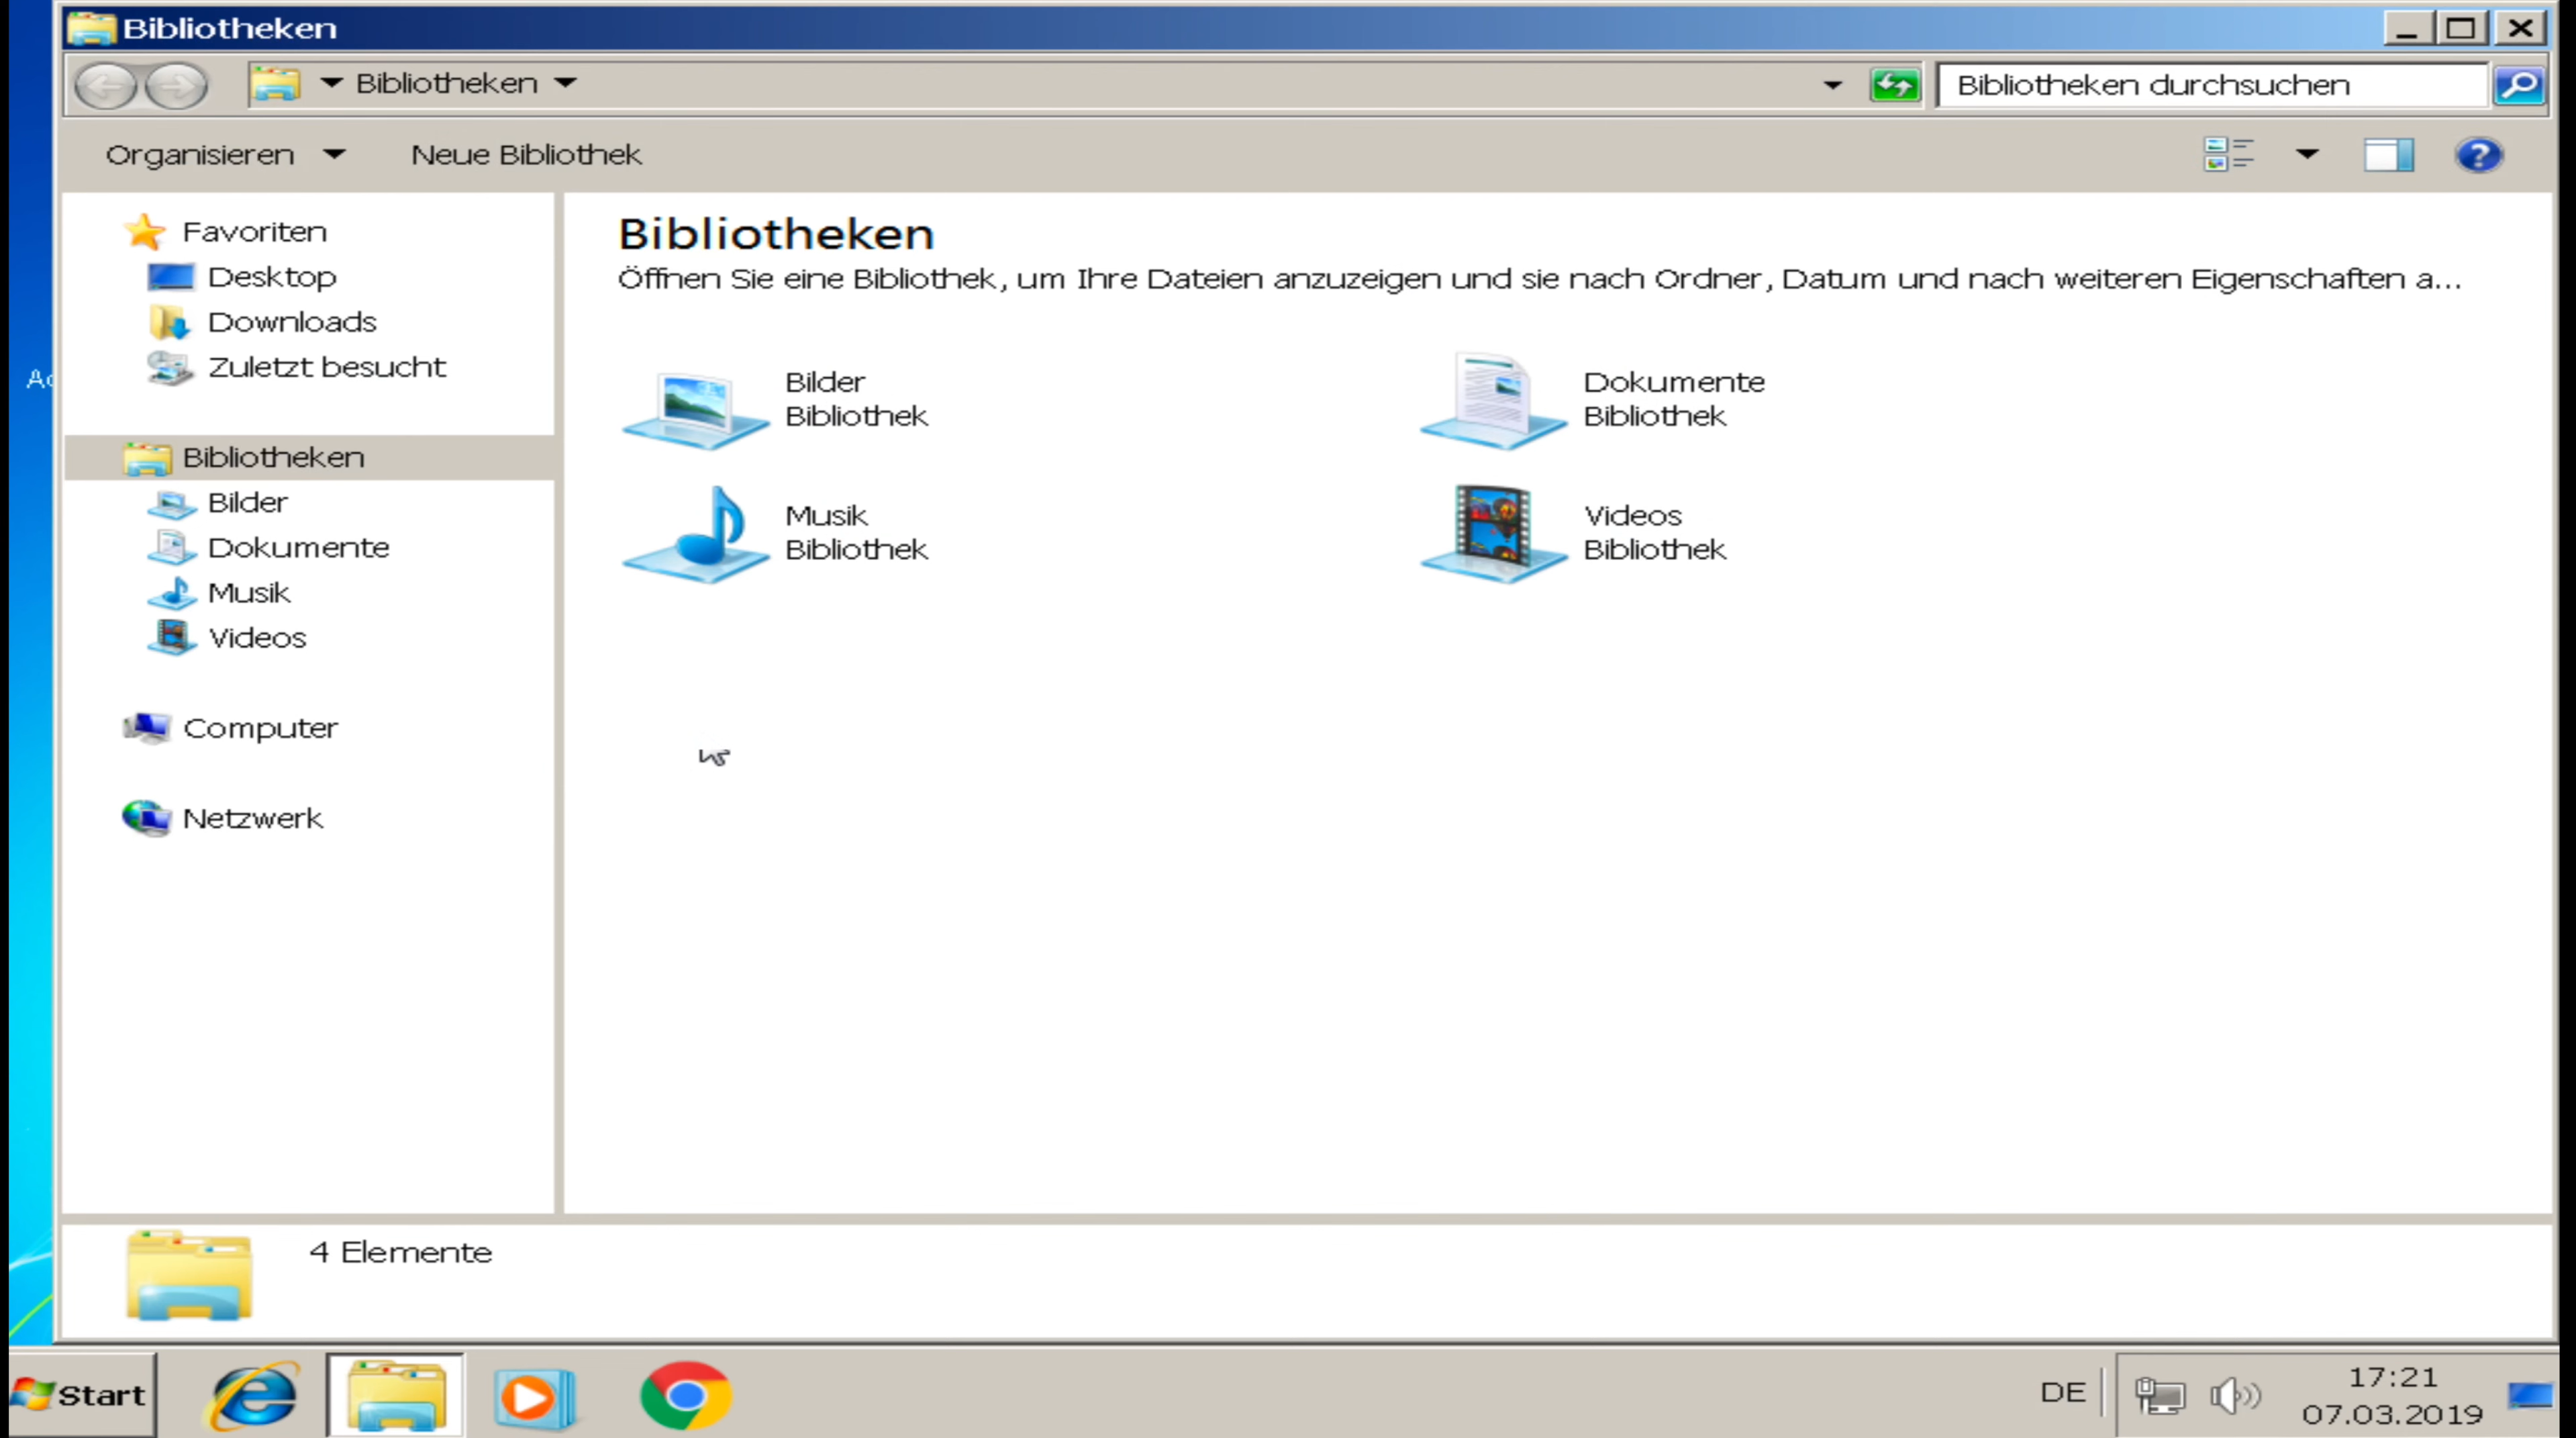 Bibliotheken
Bibliotheken
Bibliotheken durchsuchen
Organisieren
Neue Bibliothek
Favoriten
Desktop
Downloads
Zuletzt besucht
Bibliotheken
Bilder
Dokumente
Musik
Videos
Computer
Netzwerk
Bibliotheken
Öffnen Sie eine Bibliothek, um Ihre Dateien anzuzeigen und sie nach Ordner, Datum und nach weiteren Eigenschaften a...
Bilder
Bibliothek
Dokumente
Bibliothek
Musik
Bibliothek
Videos
Bibliothek
4 Elemente
Start
DE
17:21
07.03.2019